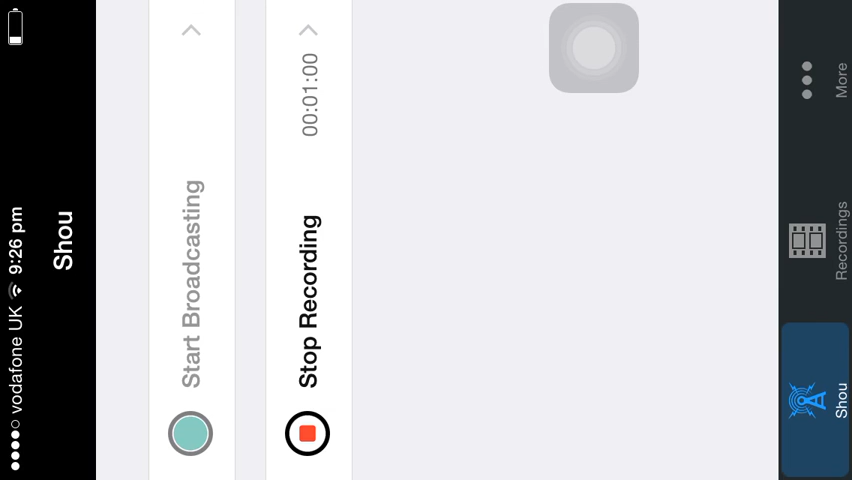 vodafone UK 9:26 pm
Shou
Start Broadcasting
Stop Recording 00:01:00
Shou
Recordings
More